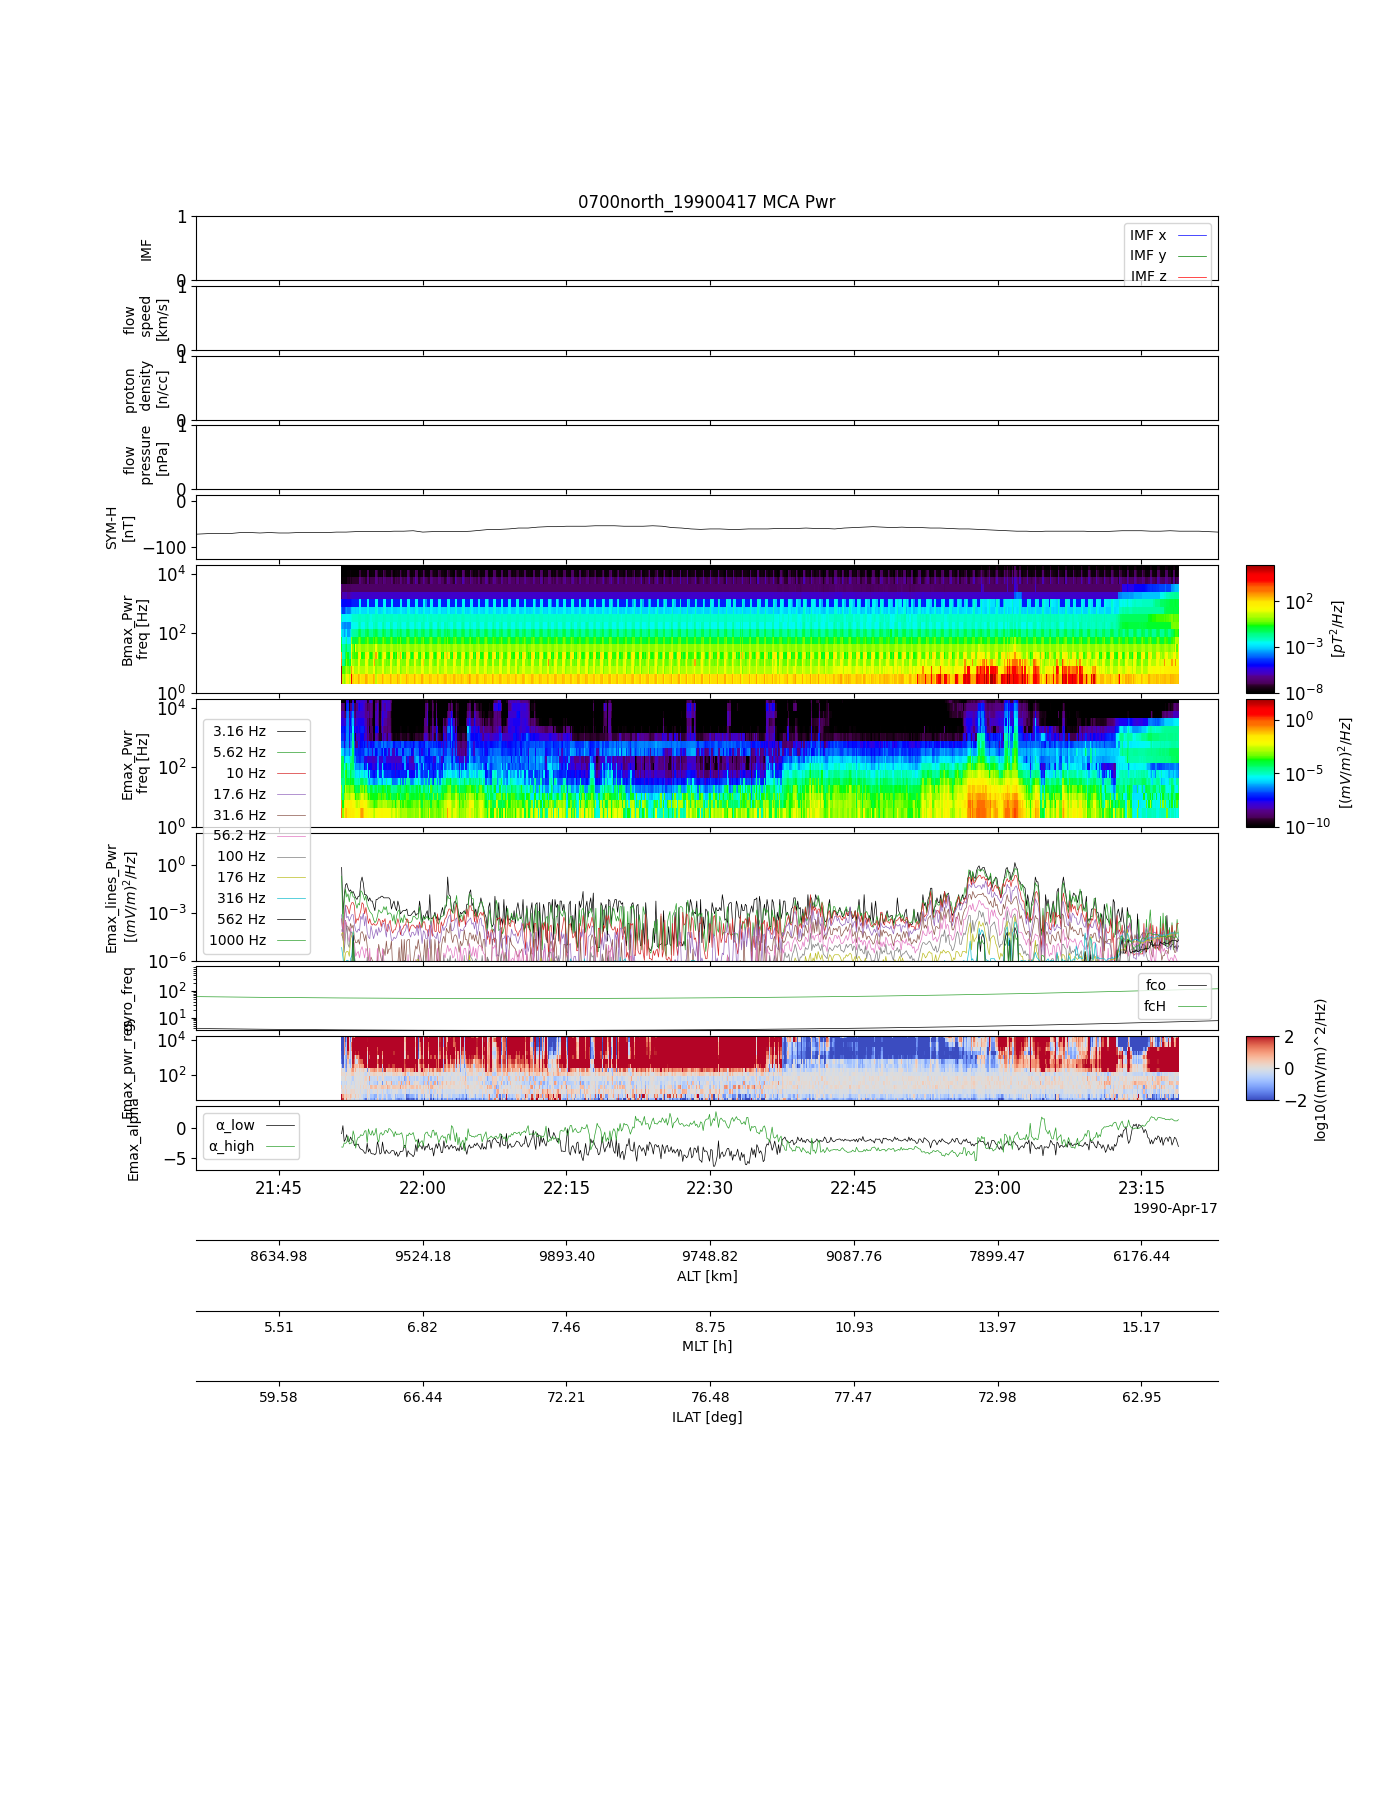 0700north_19900417 MCA Pwr
1
0
IMF
IMF x
IMF y
IMF z
1
0
flow
speed
[km/s]
1
0
proton
density
[n/cc]
1
0
flow
pressure
[nPa]
0
−100
SYM-H
[nT]
10^4
10^2
10^0
Bmax_Pwr
freq [Hz]
10^2
10^−3
10^−8
[pT^2/Hz]
10^4
10^2
10^0
Emax_Pwr
freq [Hz]
10^0
10^−5
10^−10
[(mV/m)^2/Hz]
3.16 Hz
5.62 Hz
10 Hz
17.6 Hz
31.6 Hz
56.2 Hz
100 Hz
176 Hz
316 Hz
562 Hz
1000 Hz
10^0
10^−3
10^−6
Emax_lines_Pwr
[(mV/m)^2/Hz]
10^2
10^1
gyro_freq
fco
fcH
10^4
10^2
Emax_pwr_reg
2
0
−2
log10((mV/m)^2/Hz)
0
−5
Emax_alpha
α_low
α_high
21:45 22:00 22:15 22:30 22:45 23:00 23:15
1990-Apr-17
8634.98 9524.18 9893.40 9748.82 9087.76 7899.47 6176.44
ALT [km]
5.51 6.82 7.46 8.75 10.93 13.97 15.17
MLT [h]
59.58 66.44 72.21 76.48 77.47 72.98 62.95
ILAT [deg]